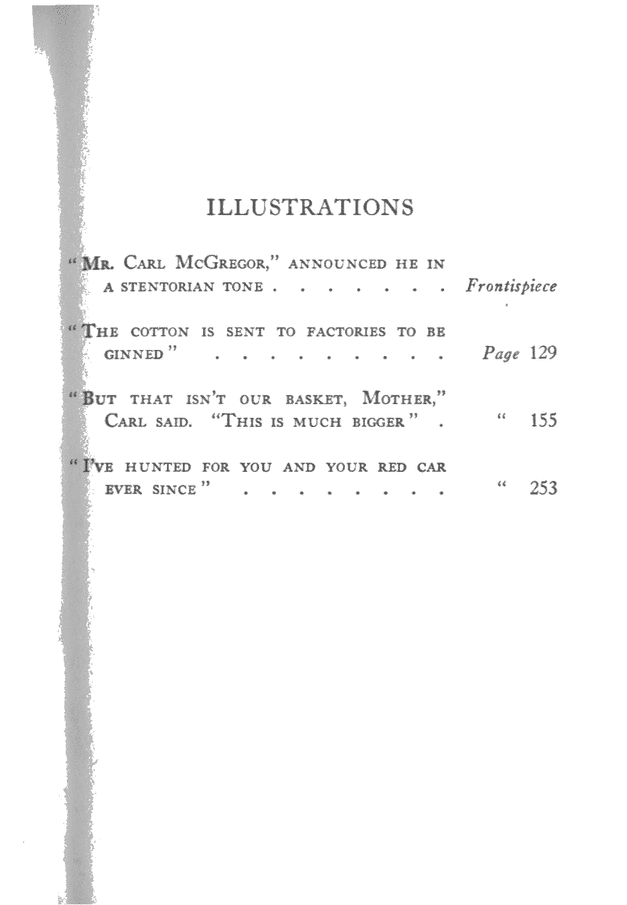 ILLUSTRATIONS
“Mr. Carl McGregor,” announced he in
a stentorian tone . . . . . . . Frontispiece
“The cotton is sent to factories to be
ginned” . . . . . . . . . Page 129
“But that isn’t our basket, Mother,”
Carl said. “This is much bigger” . “ 155
“I’ve hunted for you and your red car
ever since” . . . . . . . . “ 253